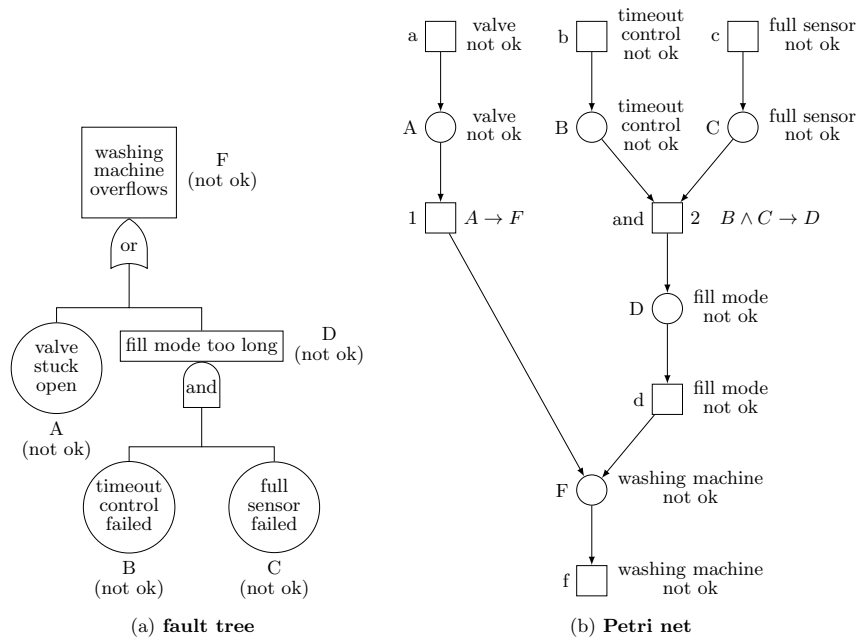 washing
machine
overflows
F
(not ok)
or
valve
stuck
open
A
(not ok)
fill mode too long
D
(not ok)
and
timeout
control
failed
B
(not ok)
full
sensor
failed
C
(not ok)
(a) fault tree
a
valve
not ok
b
timeout
control
not ok
c
full sensor
not ok
A
valve
not ok
B
timeout
control
not ok
C
full sensor
not ok
1
A → F
and
2
B ∧ C → D
D
fill mode
not ok
d
fill mode
not ok
F
washing machine
not ok
f
washing machine
not ok
(b) Petri net